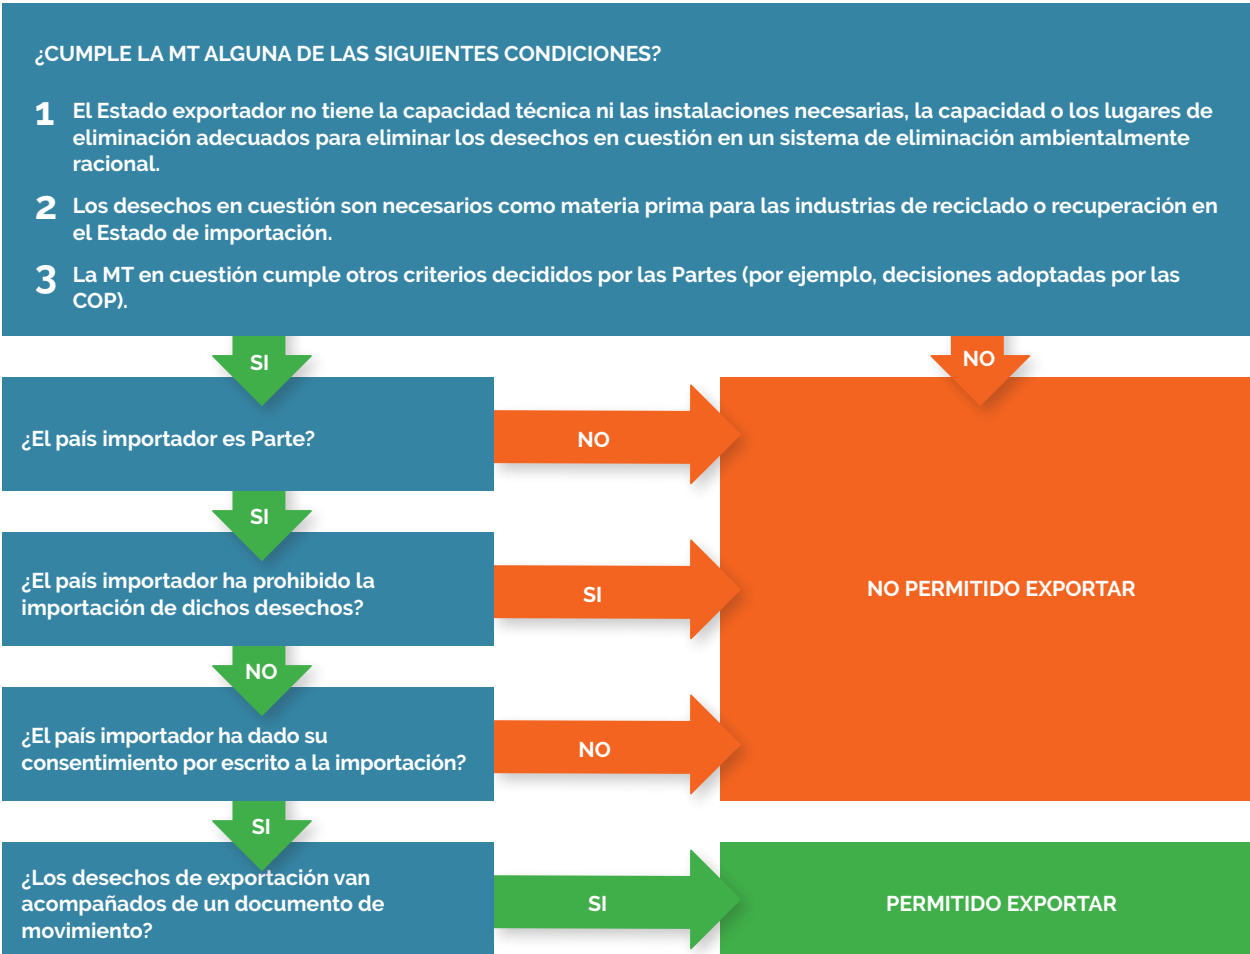 ¿CUMPLE LA MT ALGUNA DE LAS SIGUIENTES CONDICIONES?
1 El Estado exportador no tiene la capacidad técnica ni las instalaciones necesarias, la capacidad o los lugares de
eliminación adecuados para eliminar los desechos en cuestión en un sistema de eliminación ambientalmente
racional.
2 Los desechos en cuestión son necesarios como materia prima para las industrias de reciclado o recuperación en
el Estado de importación.
3 La MT en cuestión cumple otros criterios decididos por las Partes (por ejemplo, decisiones adoptadas por las
COP).
SI
NO
¿El país importador es Parte?
NO
SI
¿El país importador ha prohibido la
importación de dichos desechos?
SI
NO PERMITIDO EXPORTAR
NO
¿El país importador ha dado su
consentimiento por escrito a la importación?
NO
SI
¿Los desechos de exportación van
acompañados de un documento de
movimiento?
SI
PERMITIDO EXPORTAR